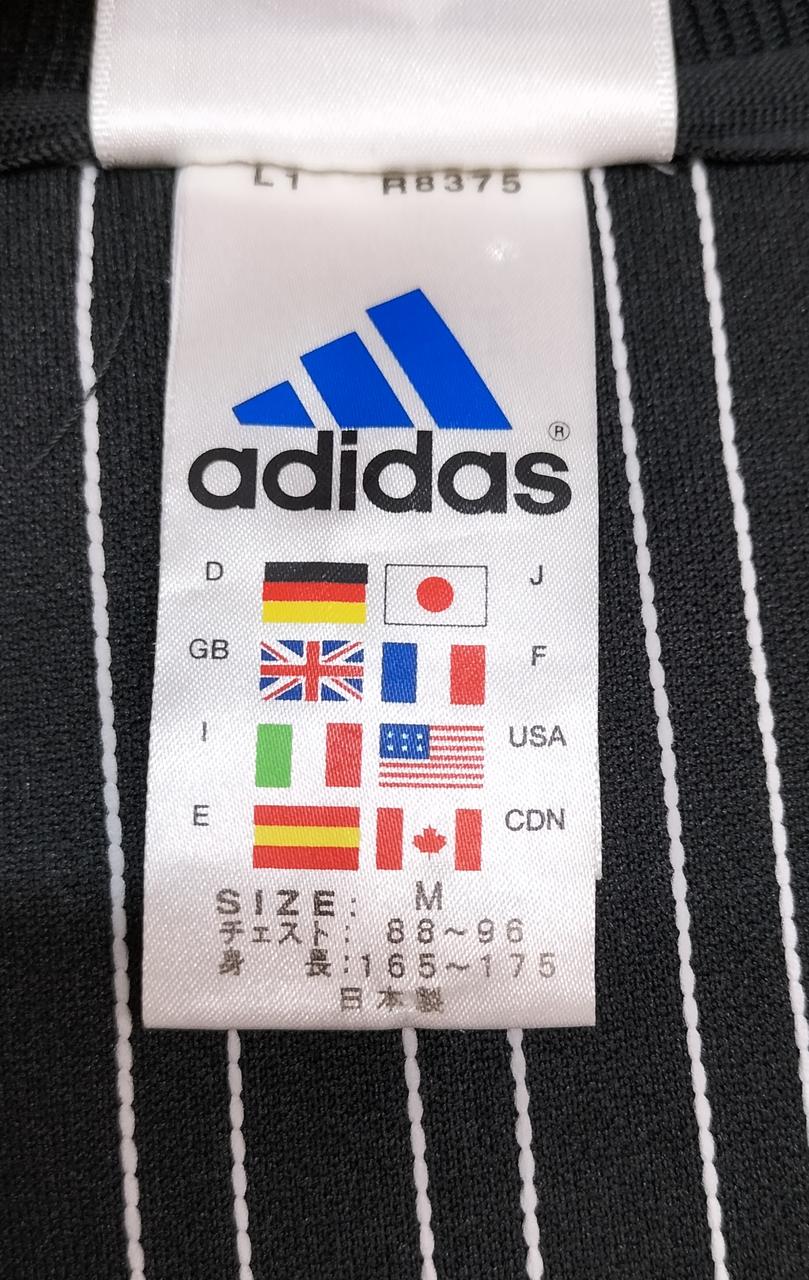 L1 R8375
adidas®
D J
GB F
I USA
E CDN
SIZE: M
チェスト: 88~96
身 長:165~175
日本製